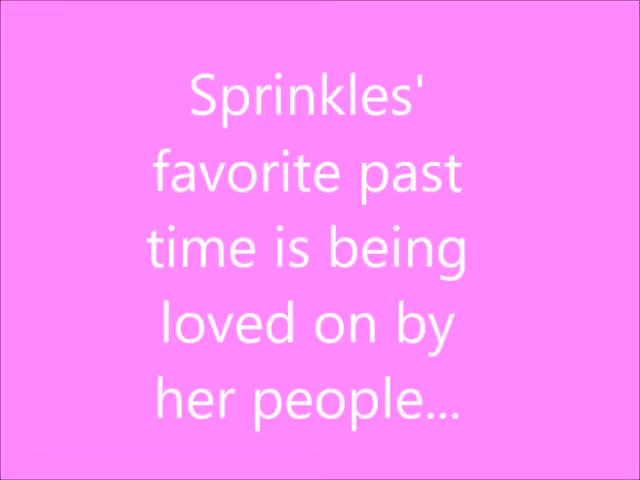 Sprinkles'
favorite past
time is being
loved on by
her people...